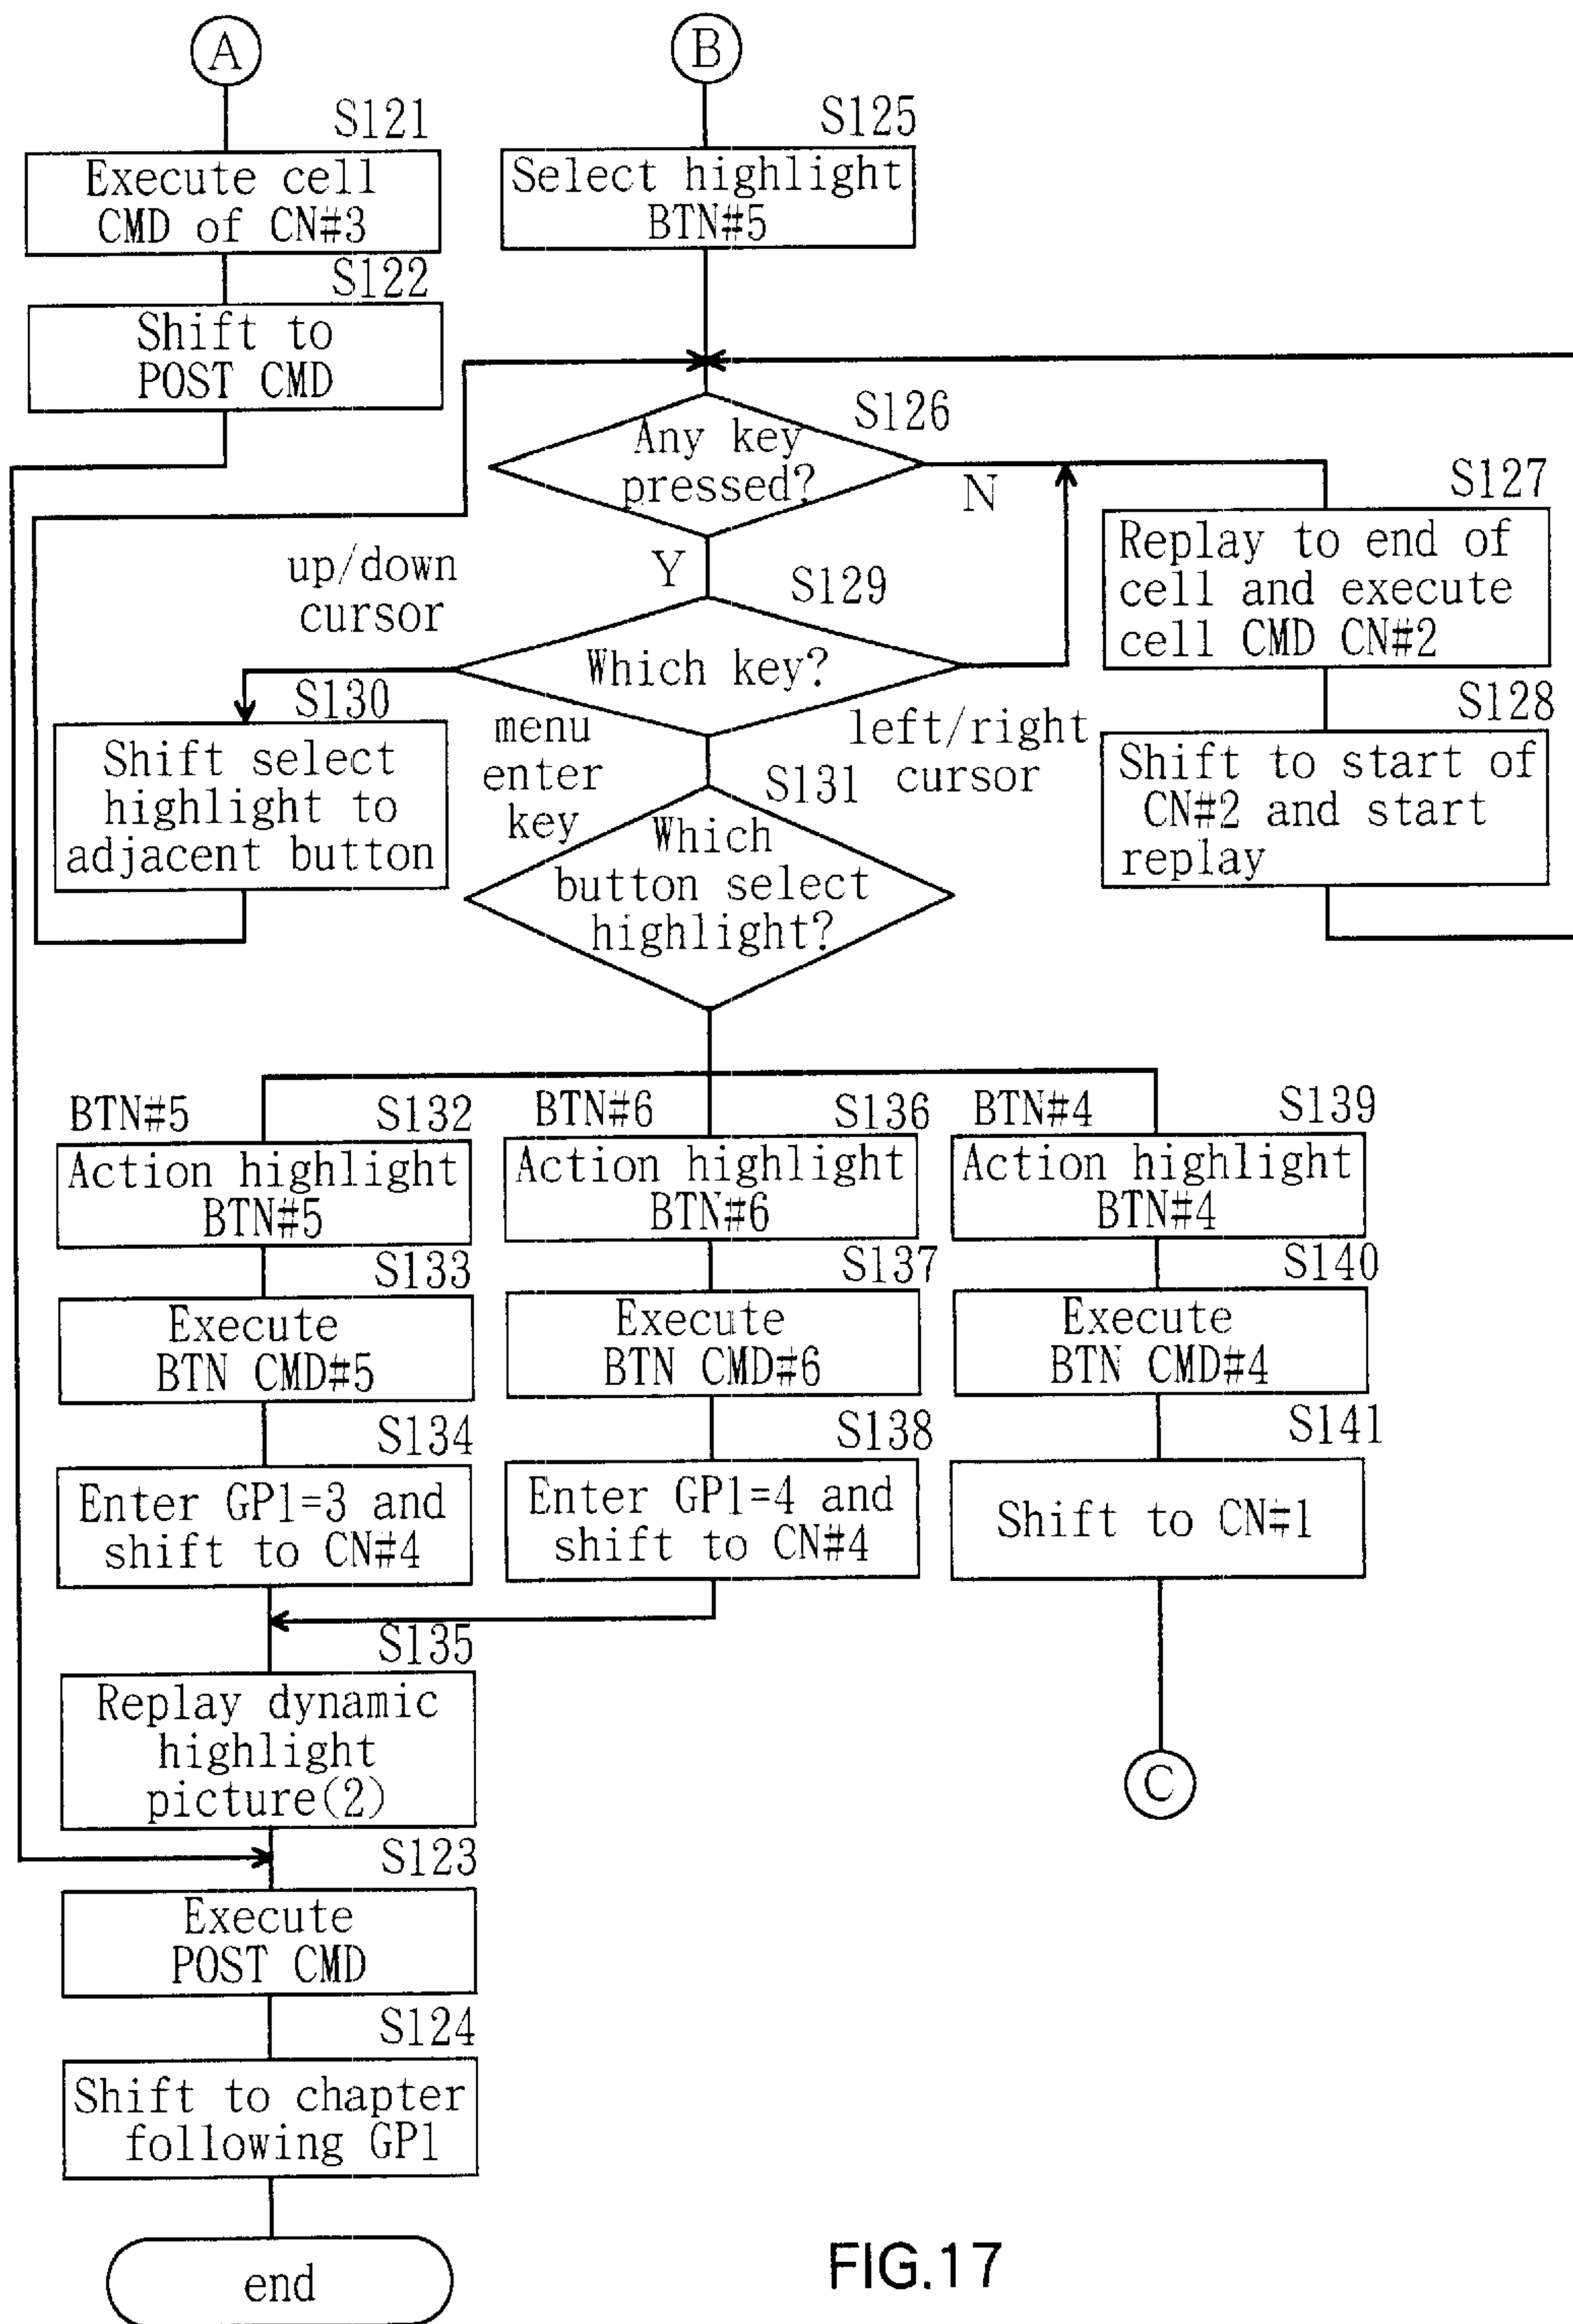 A
S121
Execute cell
CMD of CN#3
S122
Shift to
POST CMD
B
S125
Select highlight
BTN#5
S126
Any key
pressed?
N
Y
S127
Replay to end of
cell and execute
cell CMD CN#2
S128
Shift to start of
CN#2 and start
replay
S129
Which key?
up/down
cursor
S130
Shift select
highlight to
adjacent button
menu
enter
key
left/right
cursor
S131
Which
button select
highlight?
BTN#5
S132
Action highlight
BTN#5
S133
Execute
BTN CMD#5
S134
Enter GP1=3 and
shift to CN#4
BTN#6
S136
Action highlight
BTN#6
S137
Execute
BTN CMD#6
S138
Enter GP1=4 and
shift to CN#4
BTN#4
S139
Action highlight
BTN#4
S140
Execute
BTN CMD#4
S141
Shift to CN#1
C
S135
Replay dynamic
highlight
picture(2)
S123
Execute
POST CMD
S124
Shift to chapter
following GP1
end
FIG.17